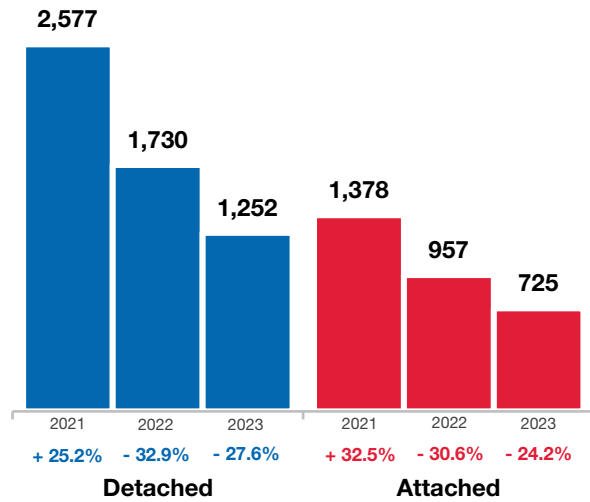 2,577
1,730
1,252
1,378
957
725
2021 2022 2023 2021 2022 2023
+ 25.2% - 32.9% - 27.6% + 32.5% - 30.6% - 24.2%
Detached Attached